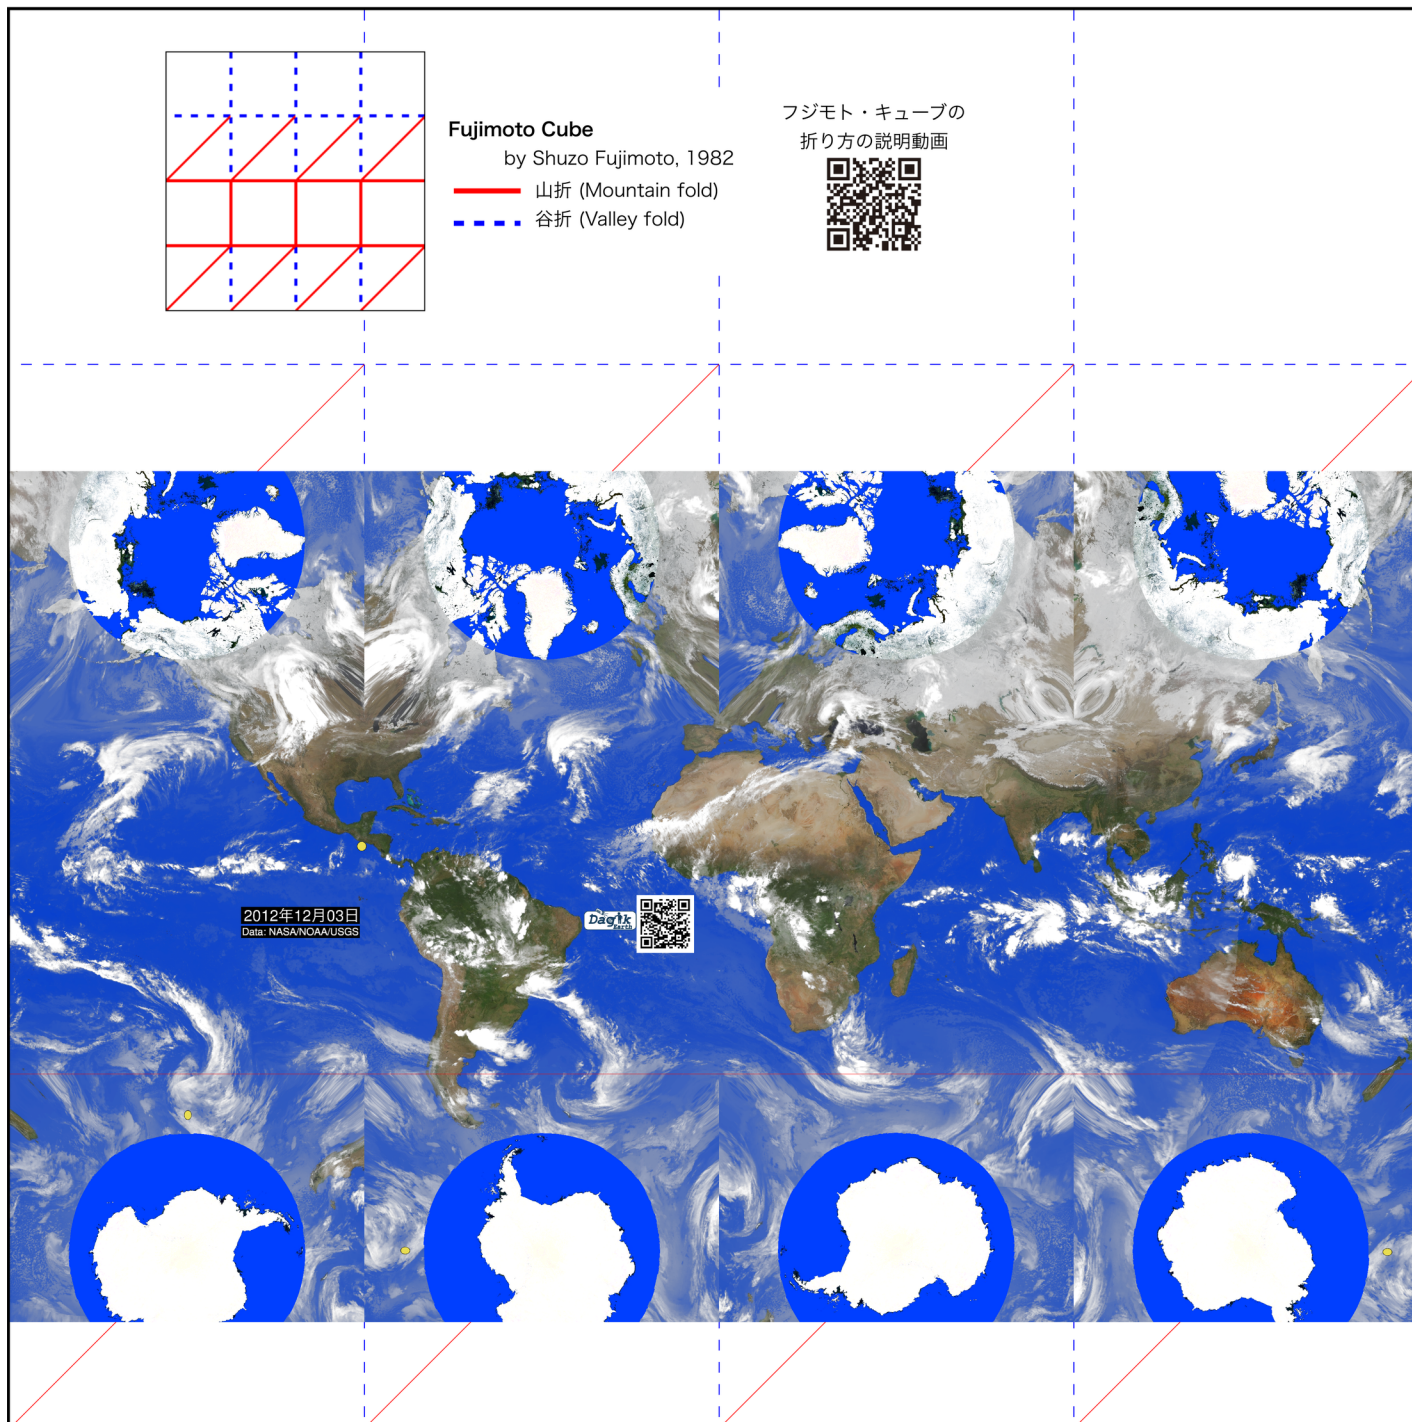 Fujimoto Cube
by Shuzo Fujimoto, 1982
山折 (Mountain fold)
谷折 (Valley fold)
フジモト・キューブの
折り方の説明動画
2012年12月03日
Data: NASA/NOAA/USGS
Dagik
Earth